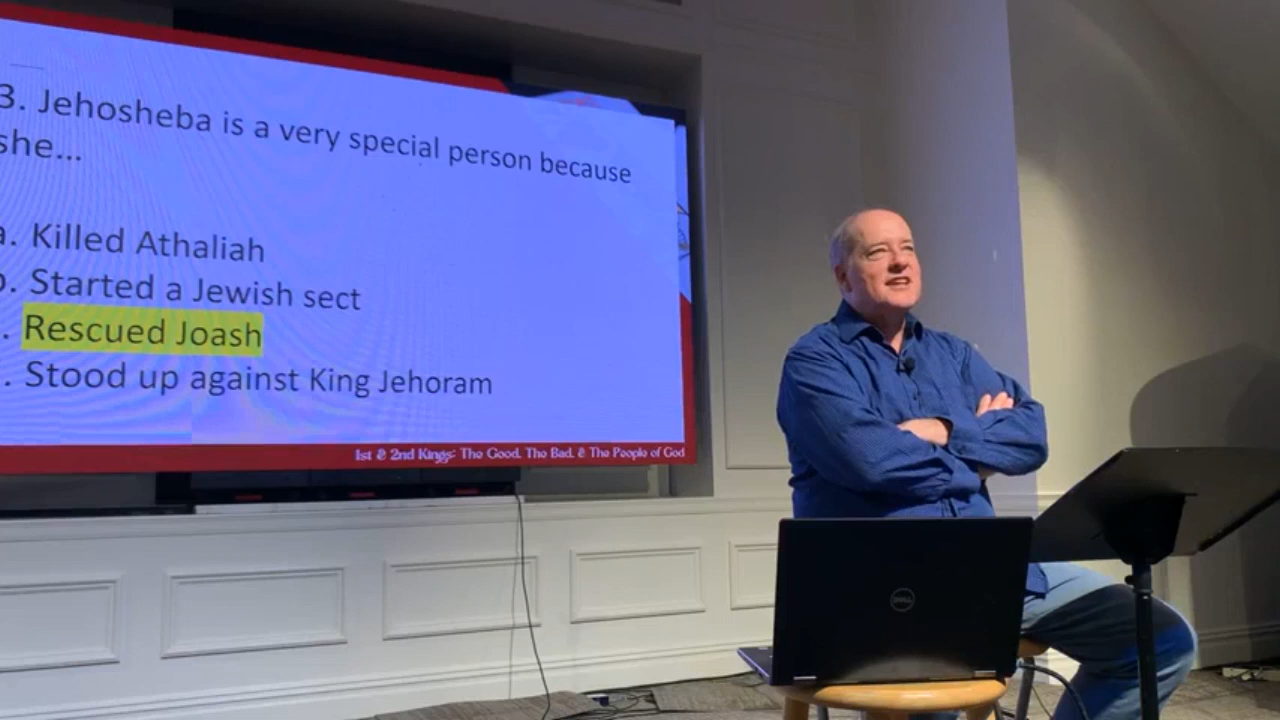 3. Jehosheba is a very special person because
she...
a. Killed Athaliah
b. Started a Jewish sect
. Rescued Joash
. Stood up against King Jehoram
1st & 2nd Kings: The Good, The Bad, & The People of God
DELL